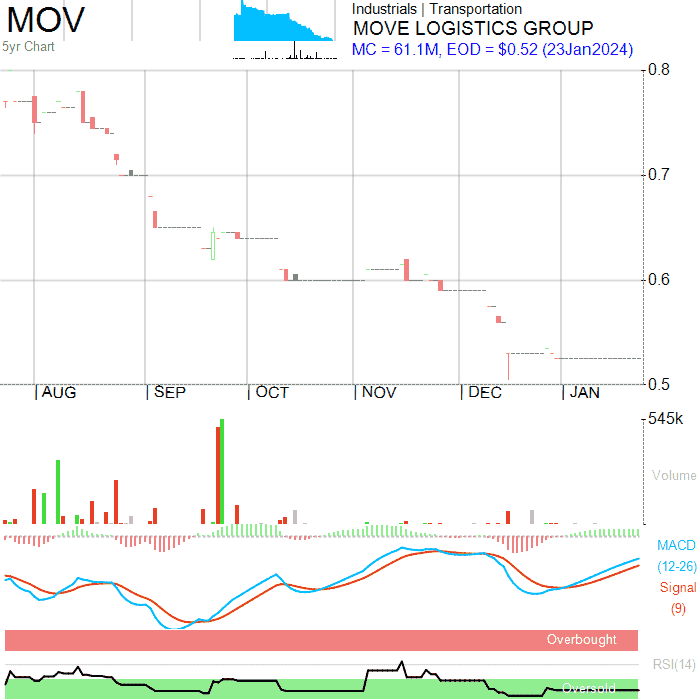 MOV
5yr Chart
Industrials | Transportation
MOVE LOGISTICS GROUP
MC = 61.1M, EOD = $0.52 (23Jan2024)
0.8
0.7
0.6
0.5
| AUG | SEP | OCT | NOV | DEC | JAN
545k
Volume
MACD
(12-26)
Signal
(9)
Overbought
RSI(14)
Oversold